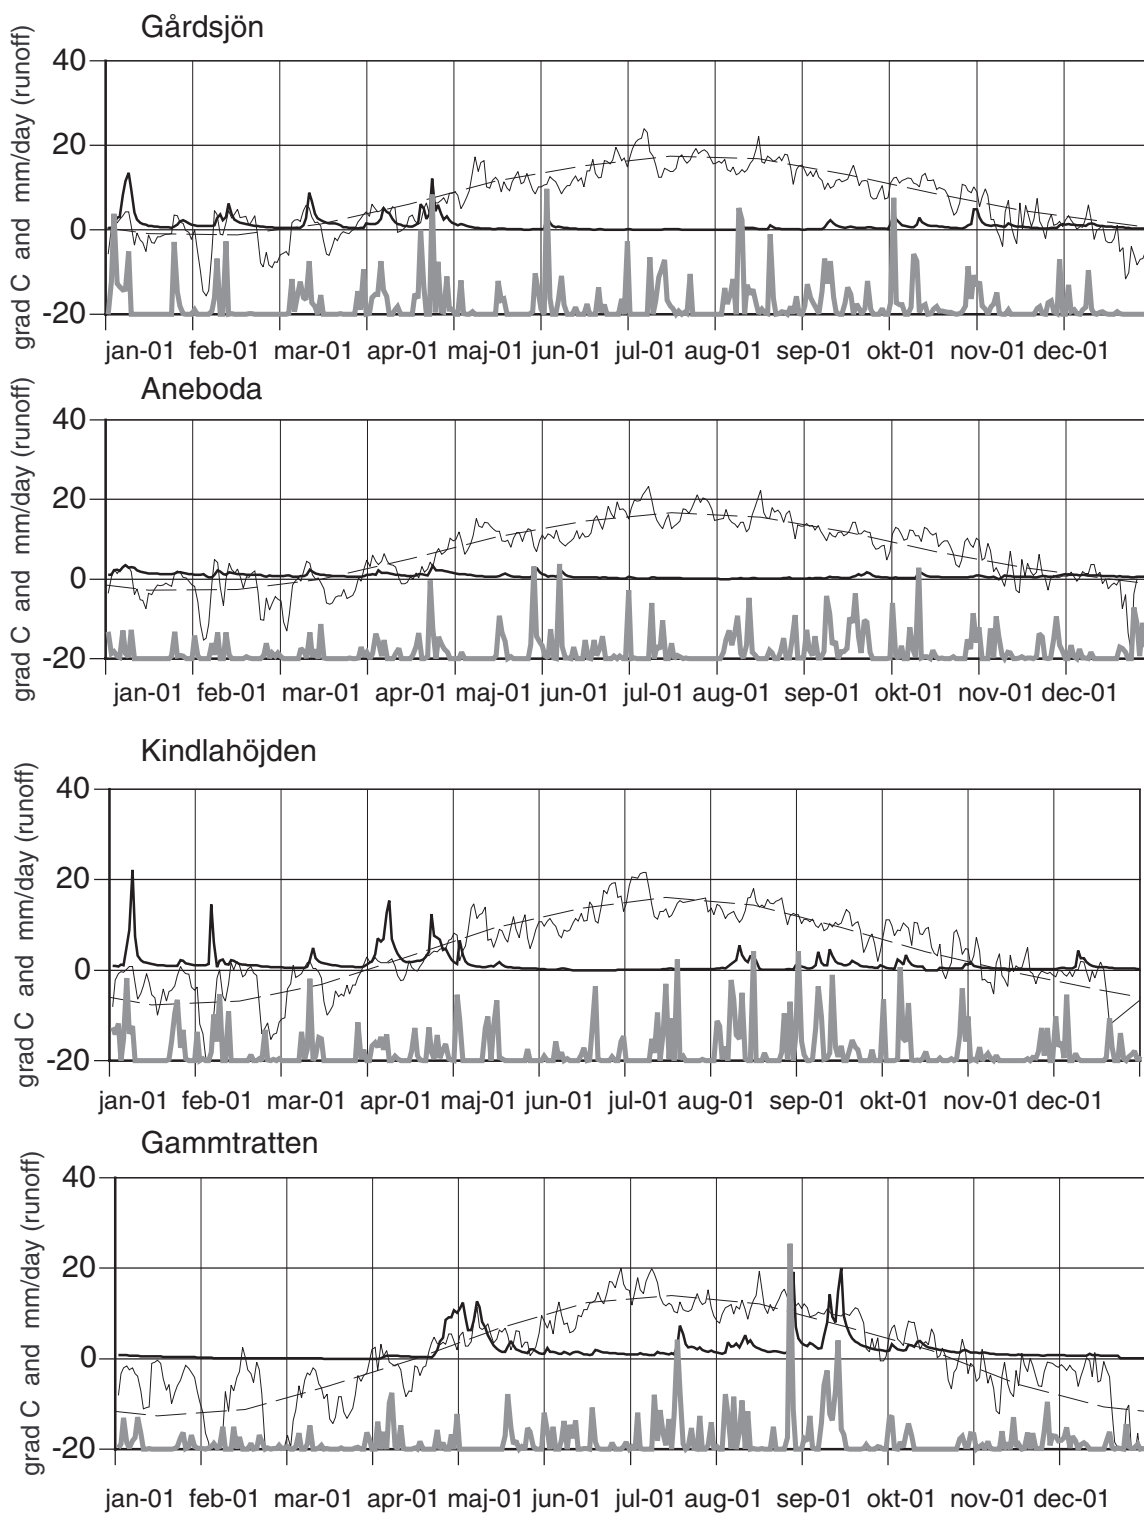 Gårdsjön
grad C and mm/day (runoff)
40
20
0
-20
jan-01 feb-01 mar-01 apr-01 maj-01 jun-01 jul-01 aug-01 sep-01 okt-01 nov-01 dec-01
Aneboda
grad C and mm/day (runoff)
40
20
0
-20
jan-01 feb-01 mar-01 apr-01 maj-01 jun-01 jul-01 aug-01 sep-01 okt-01 nov-01 dec-01
Kindlahöjden
grad C and mm/day (runoff)
40
20
0
-20
jan-01 feb-01 mar-01 apr-01 maj-01 jun-01 jul-01 aug-01 sep-01 okt-01 nov-01 dec-01
Gammtratten
grad C and mm/day (runoff)
40
20
0
-20
jan-01 feb-01 mar-01 apr-01 maj-01 jun-01 jul-01 aug-01 sep-01 okt-01 nov-01 dec-01